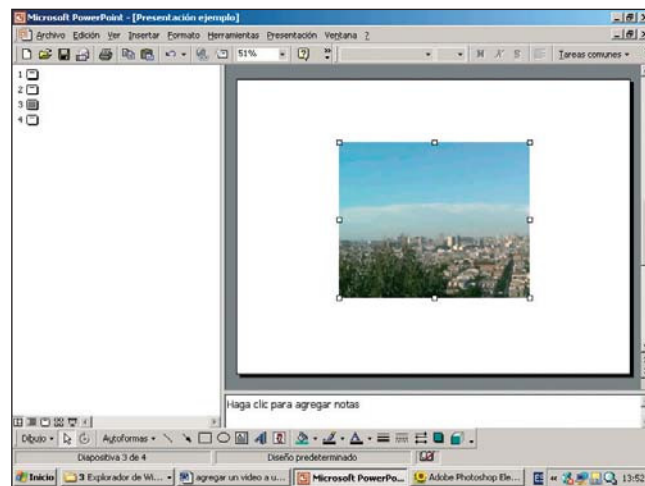 Microsoft PowerPoint - [Presentación ejemplo]
Archivo Edición Ver Insertar Formato Herramientas Presentación Ventana ?
51% N K S Tareas comunes
1
2
3
4
Haga clic para agregar notas
Dibujo Autoformas
Diapositiva 3 de 4 Diseño predeterminado
Inicio 3 Explorador de Wi... agregar un video a u... Microsoft PowerPo... Adobe Photoshop Ele... 13:52